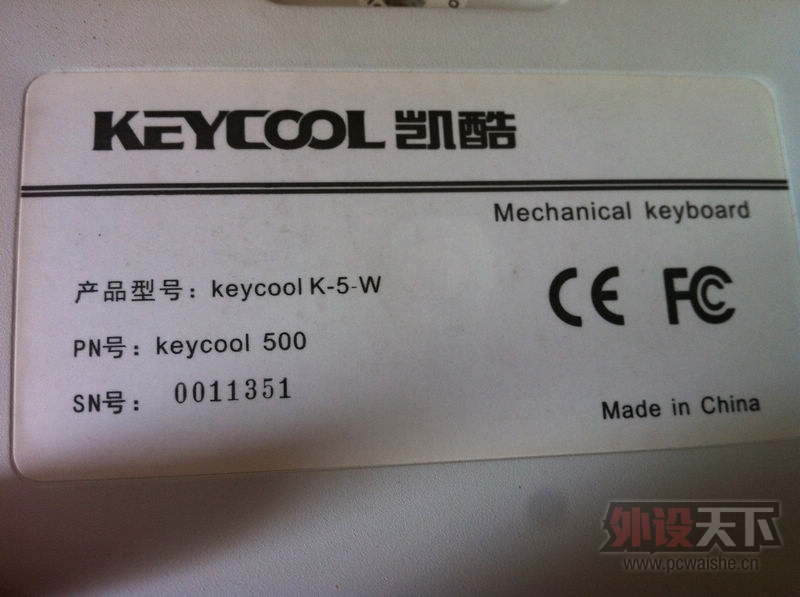 KEYCOOL 凯酷
Mechanical keyboard
产品型号：keycool K-5-W
CE FC
PN号：keycool 500
SN号： 0011351
Made in China
外设天下
www.pcwaishe.cn